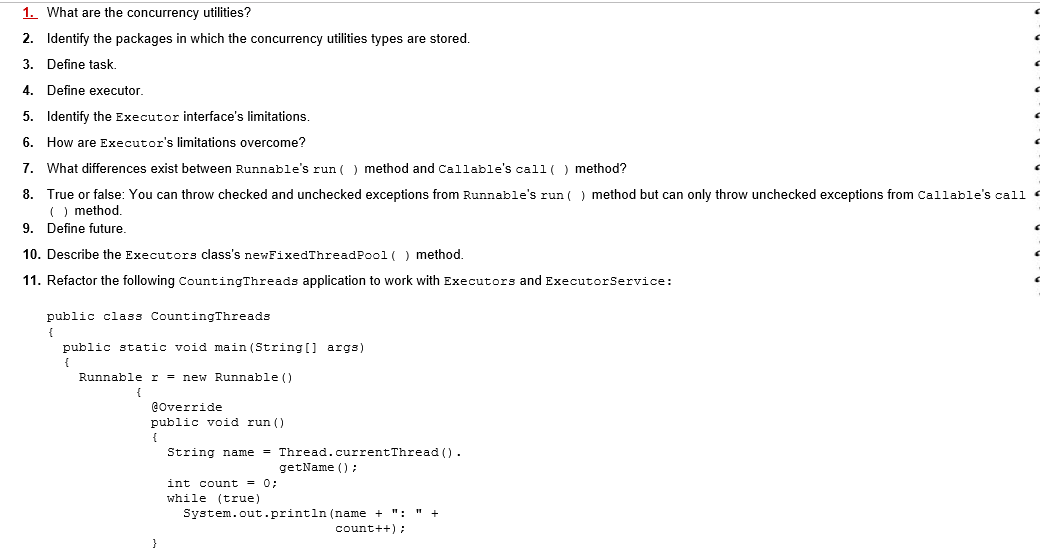 1. What are the concurrency utilities?
2. Identify the packages in which the concurrency utilities types are stored.
3. Define task.
4. Define executor.
5. Identify the Executor interface's limitations.
6. How are Executor's limitations overcome?
7. What differences exist between Runnable's run( ) method and Callable's call( ) method?
8. True or false: You can throw checked and unchecked exceptions from Runnable's run( ) method but can only throw unchecked exceptions from Callable's call
( ) method.
9. Define future.
10. Describe the Executors class's newFixedThreadPool( ) method.
11. Refactor the following CountingThreads application to work with Executors and ExecutorService:
public class CountingThreads
{
public static void main(String[] args)
{
Runnable r = new Runnable()
{
@Override
public void run()
{
String name = Thread.currentThread().
getName();
int count = 0;
while (true)
System.out.println(name + ": " +
count++);
}